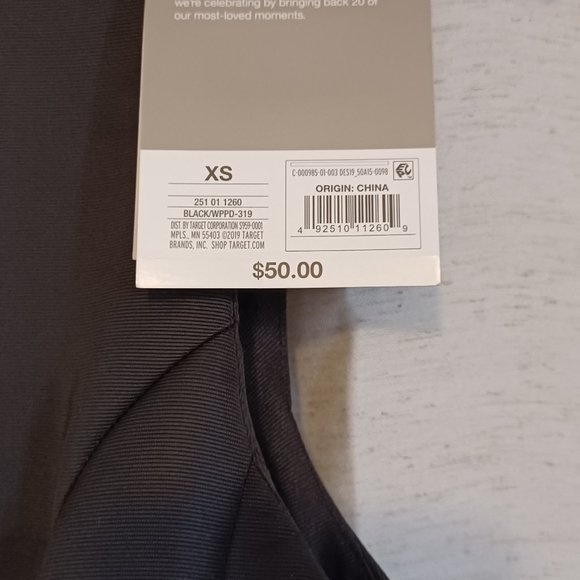 we're celebrating by bringing back 20 of
our most-loved moments.
XS
251 01 1260
BLACK/WPPD-319
DIST. BY TARGET CORPORATION S959-0001
MPLS., MN 55403 ©2019 TARGET
BRANDS, INC. SHOP TARGET.COM
C-000985-01-003 DES19_50A15-0098
ORIGIN: CHINA
4 92510 11260 9
$50.00